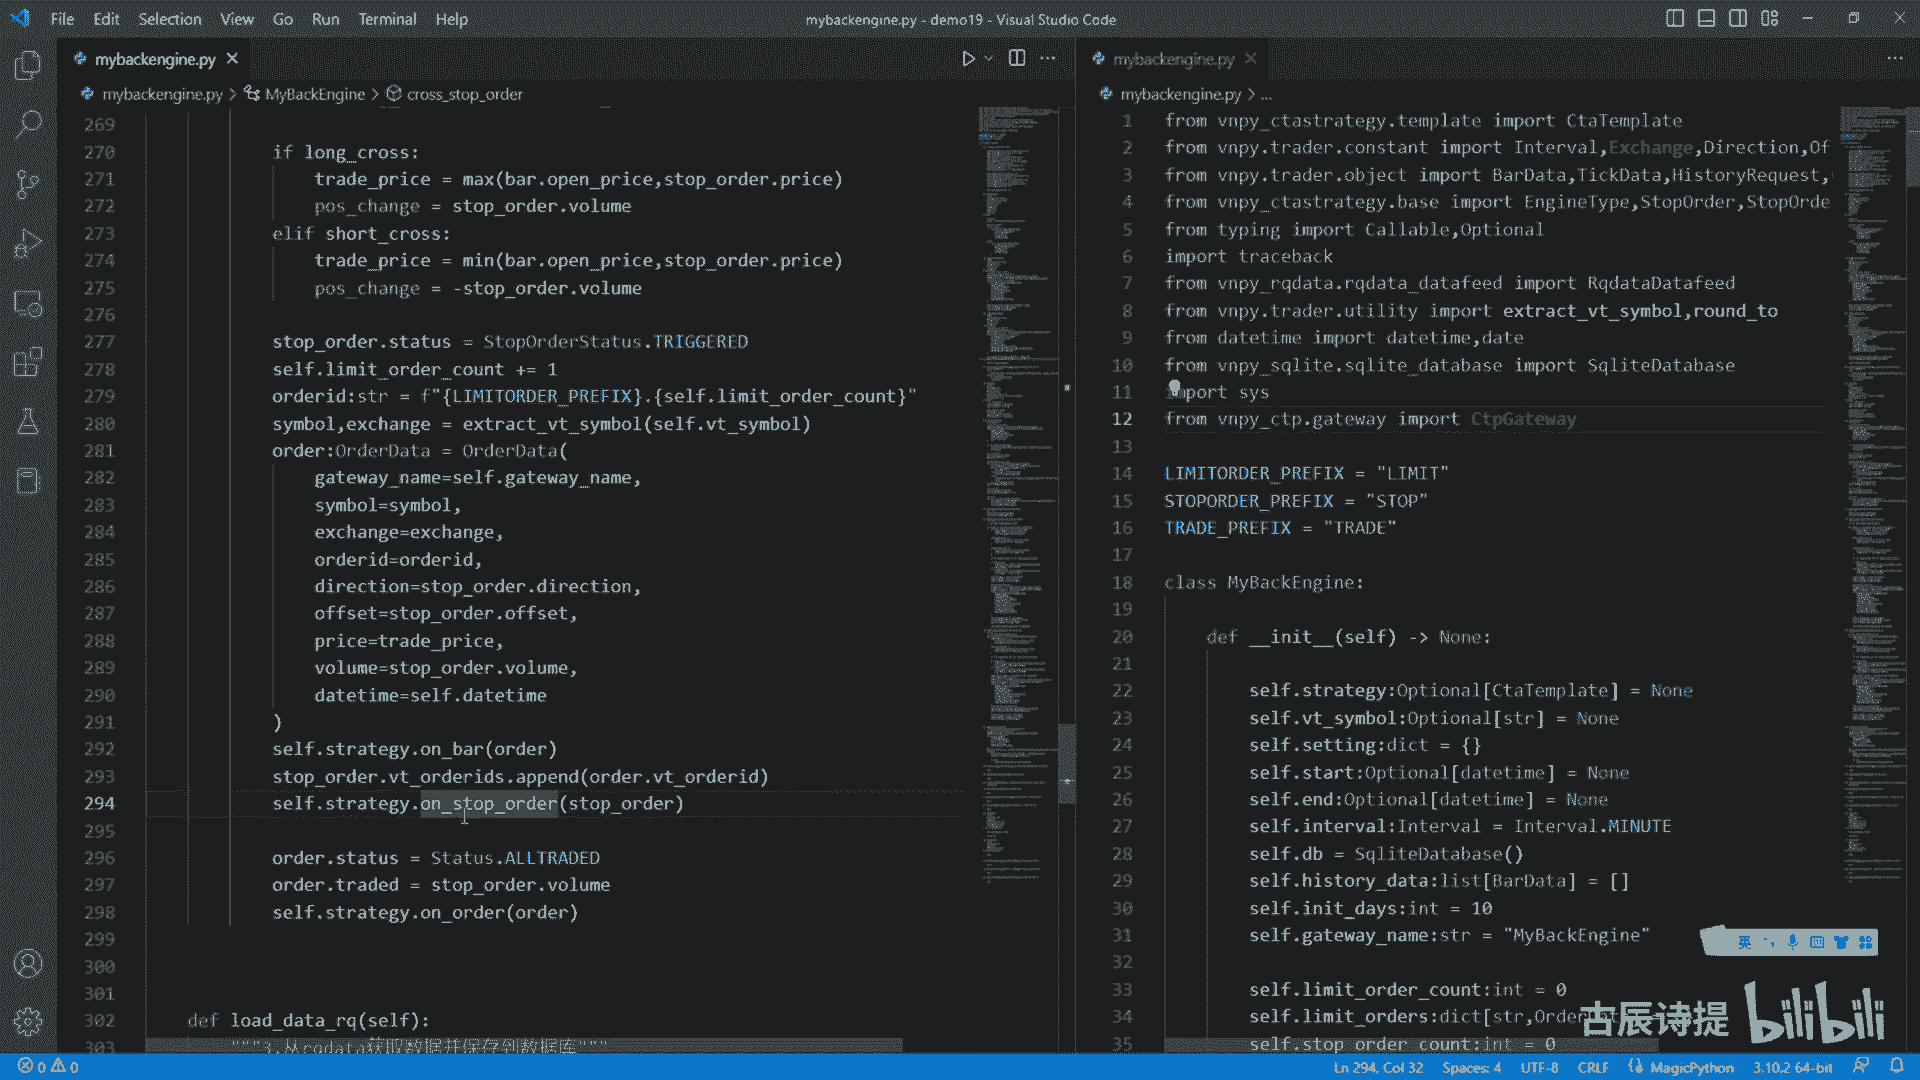 File Edit Selection View Go Run Terminal Help
mybackengine.py - demo19 - Visual Studio Code
mybackengine.py
mybackengine.py > MyBackEngine > cross_stop_order
269
270 if long_cross:
271 trade_price = max(bar.open_price,stop_order.price)
272 pos_change = stop_order.volume
273 elif short_cross:
274 trade_price = min(bar.open_price,stop_order.price)
275 pos_change = -stop_order.volume
276
277 stop_order.status = StopOrderStatus.TRIGGERED
278 self.limit_order_count += 1
279 orderid:str = f"{LIMITORDER_PREFIX}.{self.limit_order_count}"
280 symbol,exchange = extract_vt_symbol(self.vt_symbol)
281 order:OrderData = OrderData(
282 gateway_name=self.gateway_name,
283 symbol=symbol,
284 exchange=exchange,
285 orderid=orderid,
286 direction=stop_order.direction,
287 offset=stop_order.offset,
288 price=trade_price,
289 volume=stop_order.volume,
290 datetime=self.datetime
291 )
292 self.strategy.on_bar(order)
293 stop_order.vt_orderids.append(order.vt_orderid)
294 self.strategy.on_stop_order(stop_order)
295
296 order.status = Status.ALLTRADED
297 order.traded = stop_order.volume
298 self.strategy.on_order(order)
299
300
301
302 def load_data_rq(self):
303 """3.从rqdata获取数据并保存到数据库"""
mybackengine.py
mybackengine.py > ...
1 from vnpy_ctastrategy.template import CtaTemplate
2 from vnpy.trader.constant import Interval,Exchange,Direction,Of
3 from vnpy.trader.object import BarData,TickData,HistoryRequest,
4 from vnpy_ctastrategy.base import EngineType,StopOrder,StopOrde
5 from typing import Callable,Optional
6 import traceback
7 from vnpy_rqdata.rqdata_datafeed import RqdataDatafeed
8 from vnpy.trader.utility import extract_vt_symbol,round_to
9 from datetime import datetime,date
10 from vnpy_sqlite.sqlite_database import SqliteDatabase
11 import sys
12 from vnpy_ctp.gateway import CtpGateway
13
14 LIMITORDER_PREFIX = "LIMIT"
15 STOPORDER_PREFIX = "STOP"
16 TRADE_PREFIX = "TRADE"
17
18 class MyBackEngine:
19
20 def __init__(self) -> None:
21
22 self.strategy:Optional[CtaTemplate] = None
23 self.vt_symbol:Optional[str] = None
24 self.setting:dict = {}
25 self.start:Optional[datetime] = None
26 self.end:Optional[datetime] = None
27 self.interval:Interval = Interval.MINUTE
28 self.db = SqliteDatabase()
29 self.history_data:list[BarData] = []
30 self.init_days:int = 10
31 self.gateway_name:str = "MyBackEngine"
32
33 self.limit_order_count:int = 0
34 self.limit_orders:dict[str,Order
35 self.stop_order_count:int = 0
英
古辰诗提 bilibili
0 0
Ln 294, Col 32 Spaces: 4 UTF-8 CRLF MagicPython 3.10.2 64-bit